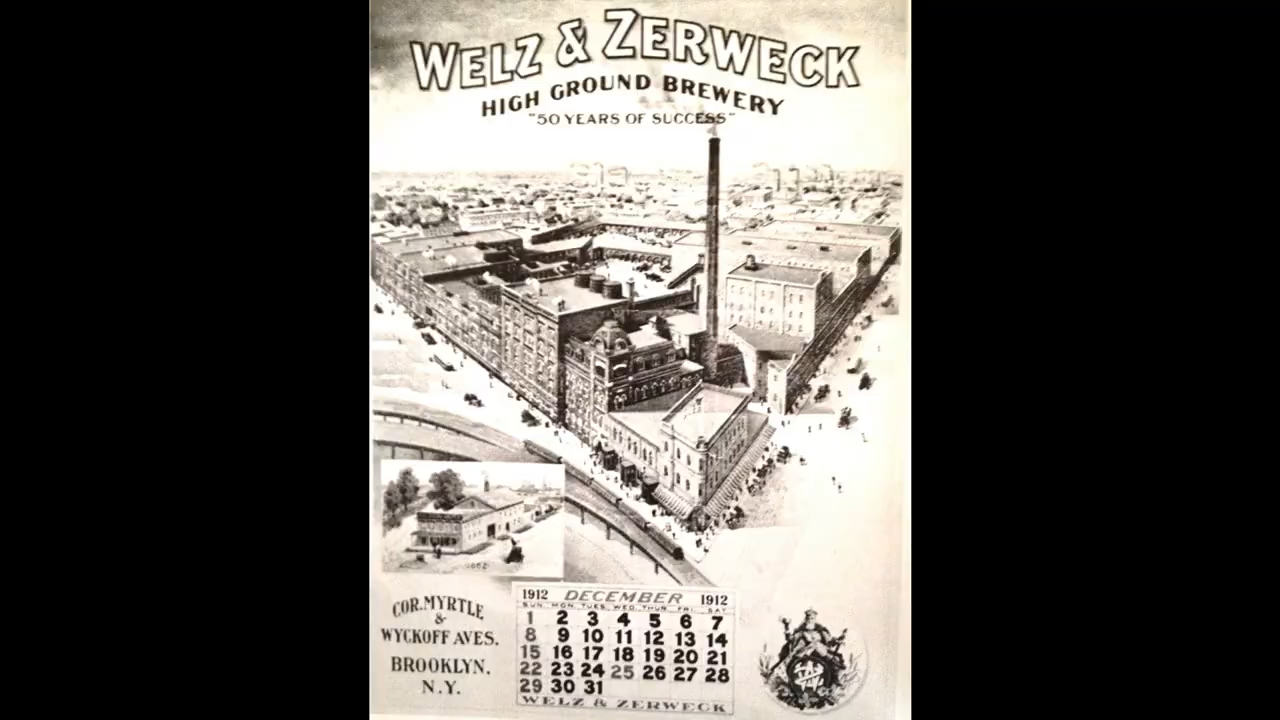 WELZ & ZERWECK
HIGH GROUND BREWERY
"50 YEARS OF SUCCESS"
COR. MYRTLE
&
WYCKOFF AVES.
BROOKLYN.
N.Y.
1912 DECEMBER 1912
SUN. MON. TUES. WED. THUR. FRI. SAT
1 2 3 4 5 6 7
8 9 10 11 12 13 14
15 16 17 18 19 20 21
22 23 24 25 26 27 28
29 30 31
WELZ & ZERWECK